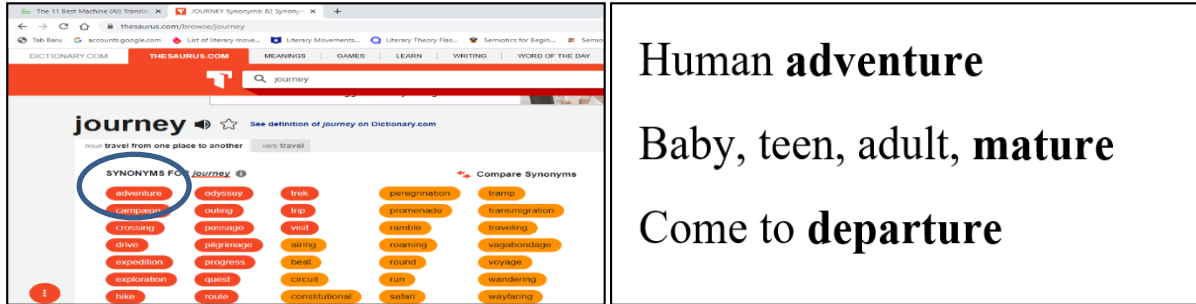 The 11 Best Machine (AI) Translat
JOURNEY Synonyms: 82 Synony
thesaurus.com/browse/journey
Tab Baru
accounts.google.com
List of literary move...
Literary Movements...
Literary Theory Flas...
Semiotics for Begin...
Semiot
DICTIONARY.COM
THESAURUS.COM
MEANINGS
GAMES
LEARN
WRITING
WORD OF THE DAY
journey
journey
See definition of journey on Dictionary.com
noun travel from one place to another
verb travel
SYNONYMS FOR journey
Compare Synonyms
adventure odyssey trek peregrination tramp
campaign outing trip promenade transmigration
crossing passage visit ramble traveling
drive pilgrimage airing roaming vagabondage
expedition progress beat round voyage
exploration quest circuit run wandering
hike route constitutional safari wayfaring
Human adventure
Baby, teen, adult, mature
Come to departure